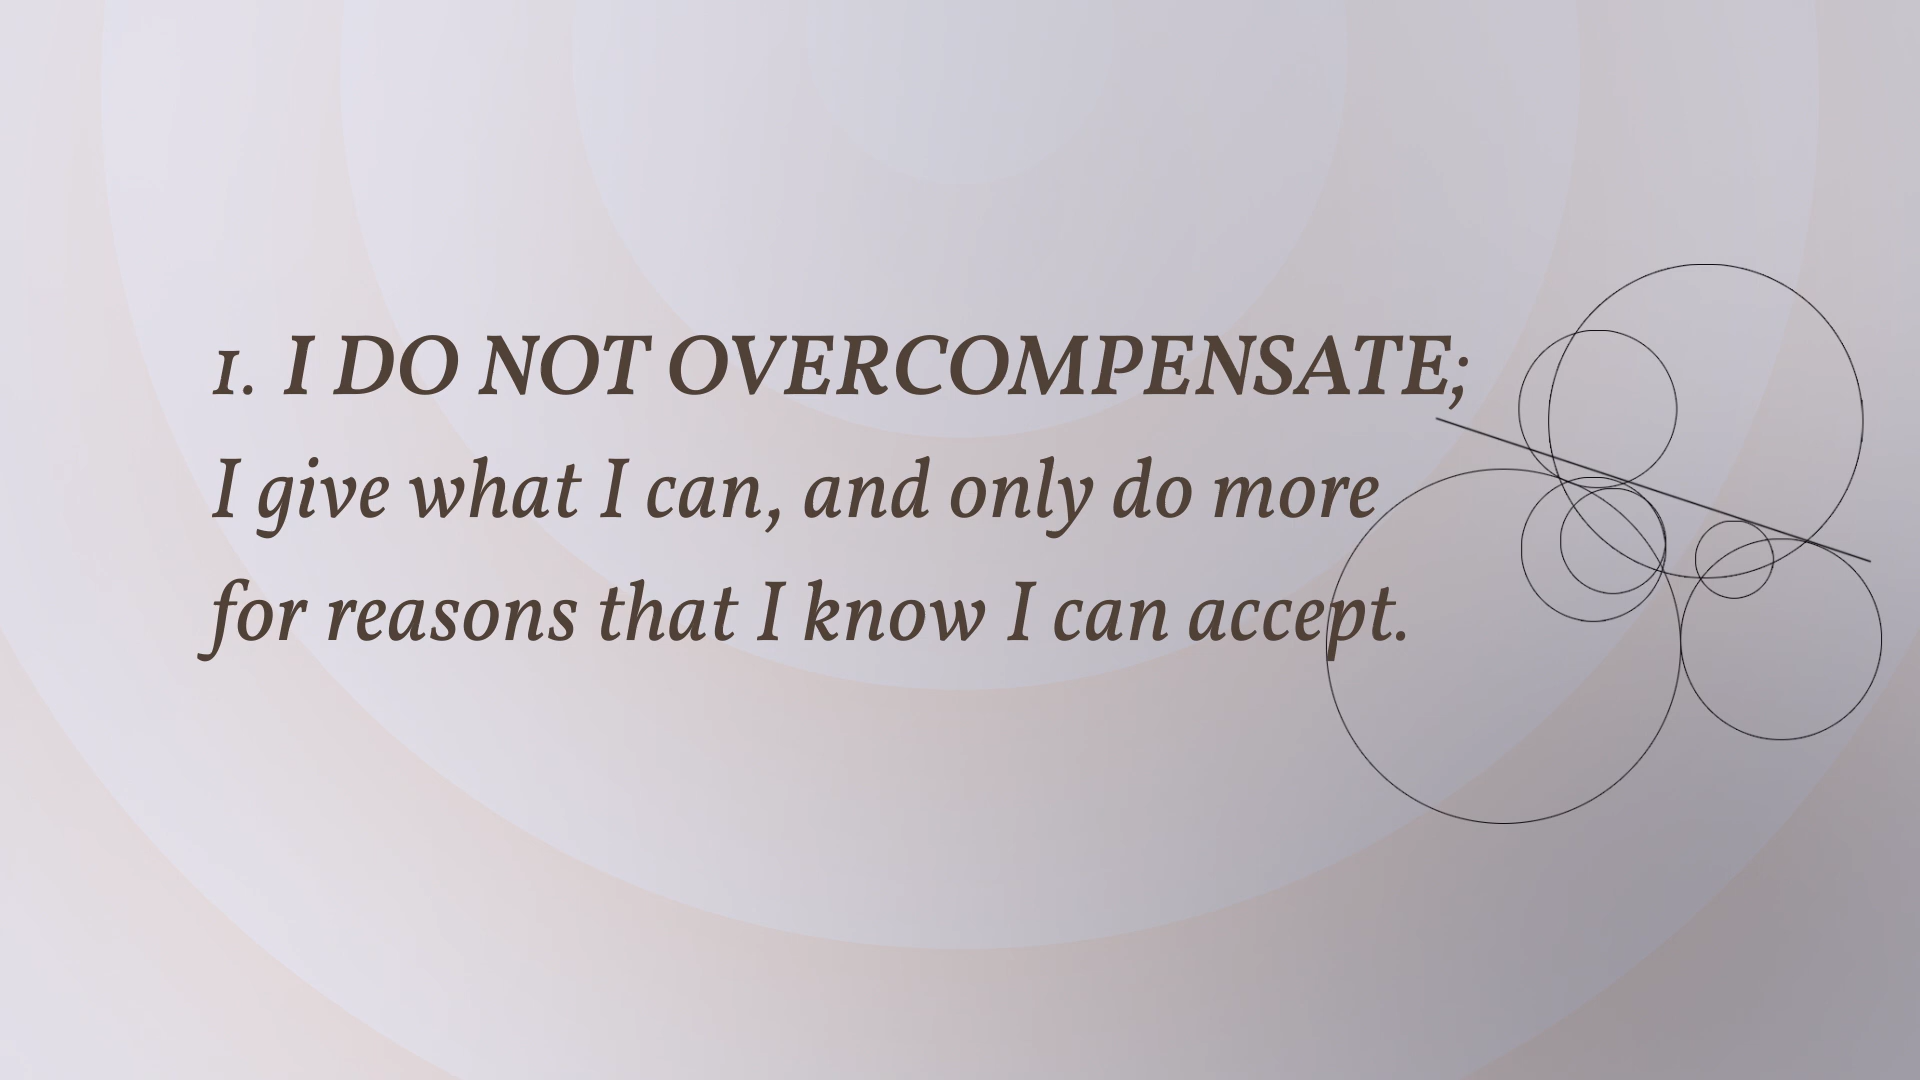 1. I DO NOT OVERCOMPENSATE;
I give what I can, and only do more
for reasons that I know I can accept.